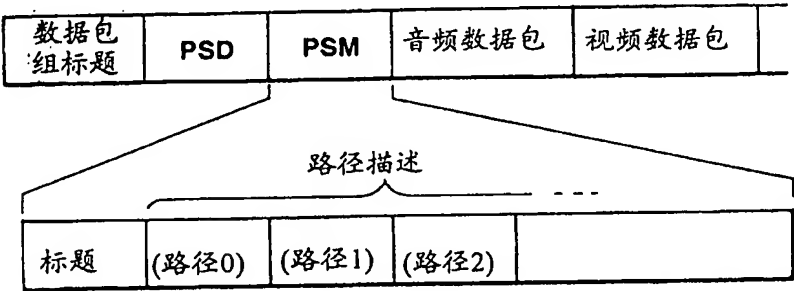 数据包
组标题
PSD
PSM
音频数据包
视频数据包
路径描述
标题
(路径0)
(路径1)
(路径2)